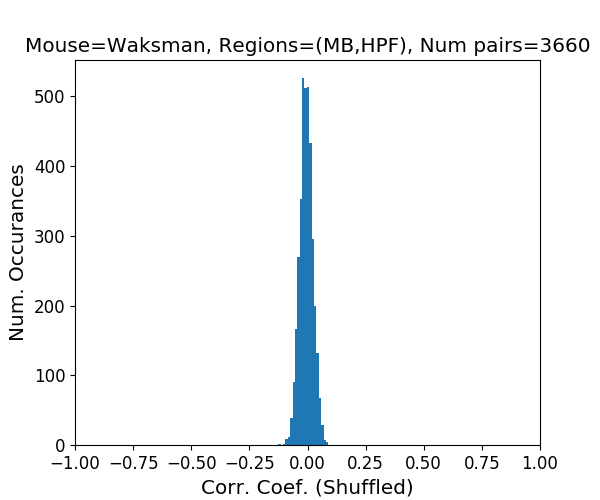 Mouse=Waksman, Regions=(MB,HPF), Num pairs=3660
Num. Occurances
500
400
300
200
100
0
−1.00 −0.75 −0.50 −0.25 0.00 0.25 0.50 0.75 1.00
Corr. Coef. (Shuffled)